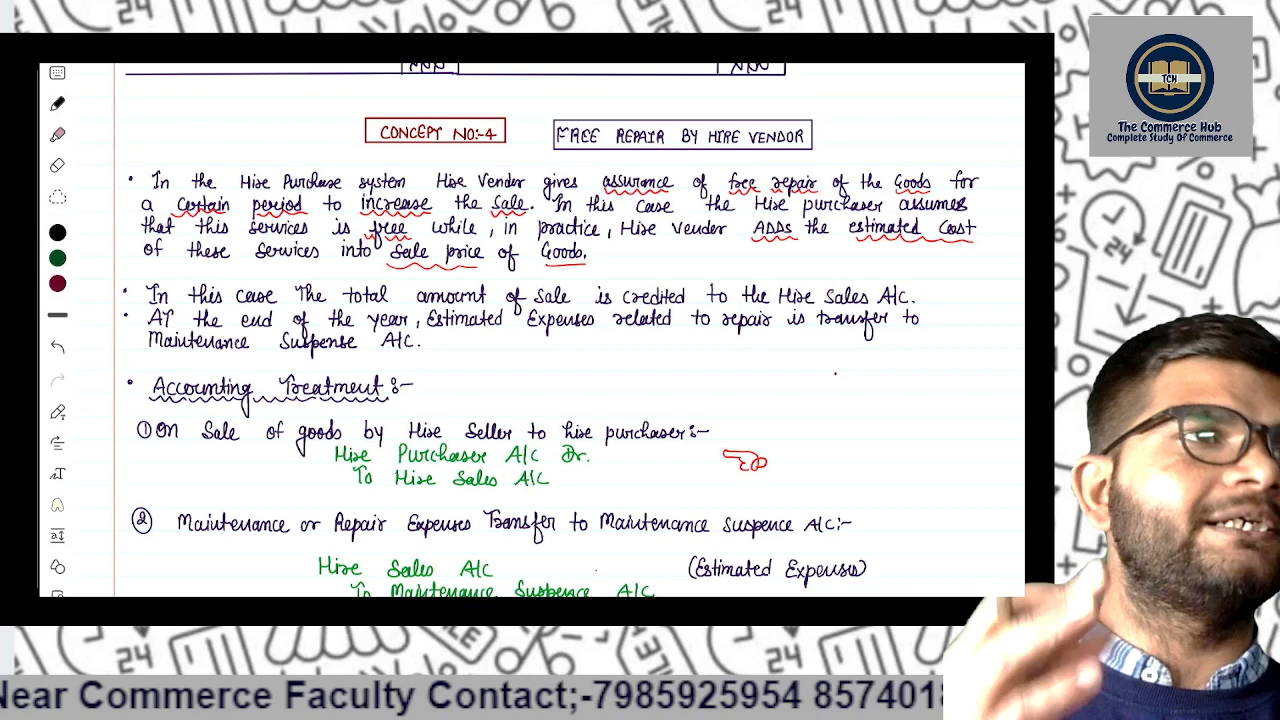 CONCEPT NO:-4
FREE REPAIR BY HIRE VENDOR
• In the Hire Purchase system Hire Vendor gives assurance of free repair of the Goods for
a certain period to increase the Sale. In this case the Hire purchaser assumes
that this services is free while, in practice, Hire Vender ADDs the estimated cost
of these Services into Sale price of Goods.
• In this case The total amount of Sale is credited to the Hire Sales A/C.
• AT the end of the year, Estimated Expenses related to repair is transfer to
Maintenance Suspense A/C.
• Accounting Treatment:-
① On Sale of goods by Hire Seller to hire purchaser:-
Hire Purchaser A/C Dr.
To Hire Sales A/C
② Maintenance or Repair Expenses Transfer to Maintenance Suspence A/C:-
Hire Sales A/C (Estimated Expenses)
To Maintenance Suspence A/C
TCH
The Commerce Hub
Complete Study Of Commerce
Near Commerce Faculty Contact;-7985925954 857401